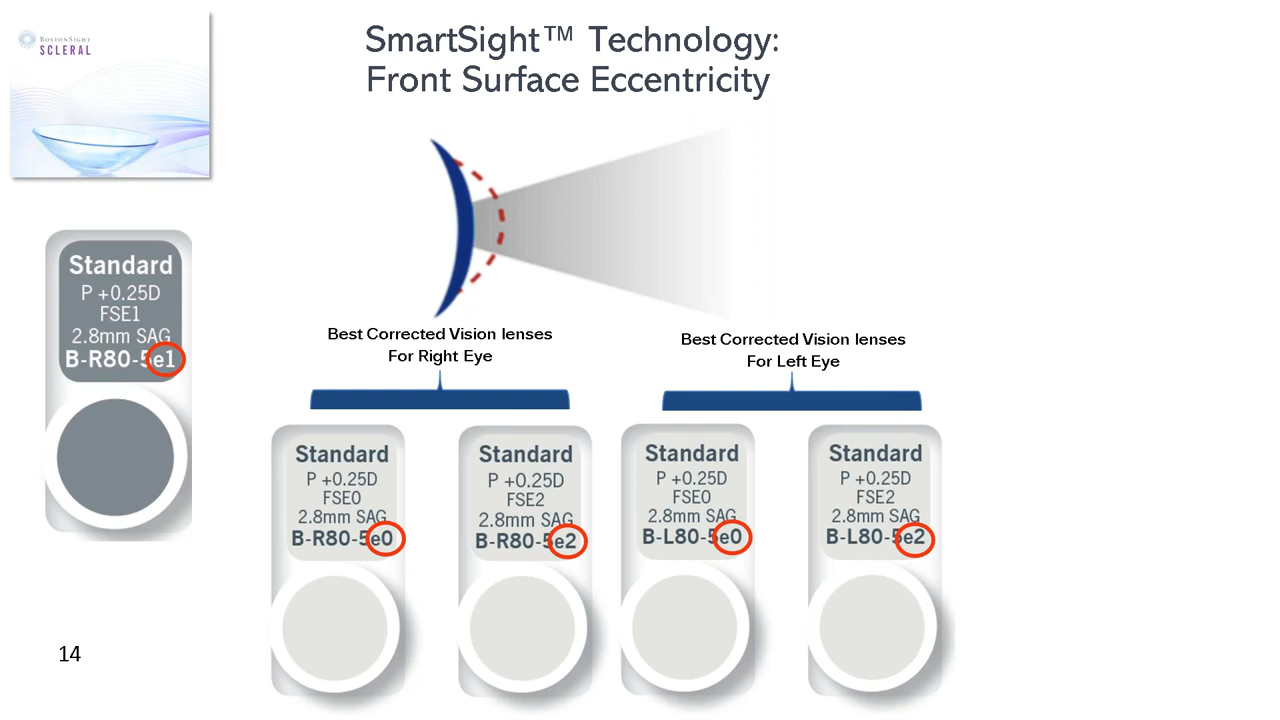 BOSTONSIGHT
SCLERAL
SmartSight™ Technology:
Front Surface Eccentricity
Standard
P +0.25D
FSE1
2.8mm SAG
B-R80-5e1
Best Corrected Vision lenses
For Right Eye
Best Corrected Vision lenses
For Left Eye
Standard
P +0.25D
FSE0
2.8mm SAG
B-R80-5e0
Standard
P +0.25D
FSE2
2.8mm SAG
B-R80-5e2
Standard
P +0.25D
FSE0
2.8mm SAG
B-L80-5e0
Standard
P +0.25D
FSE2
2.8mm SAG
B-L80-5e2
14